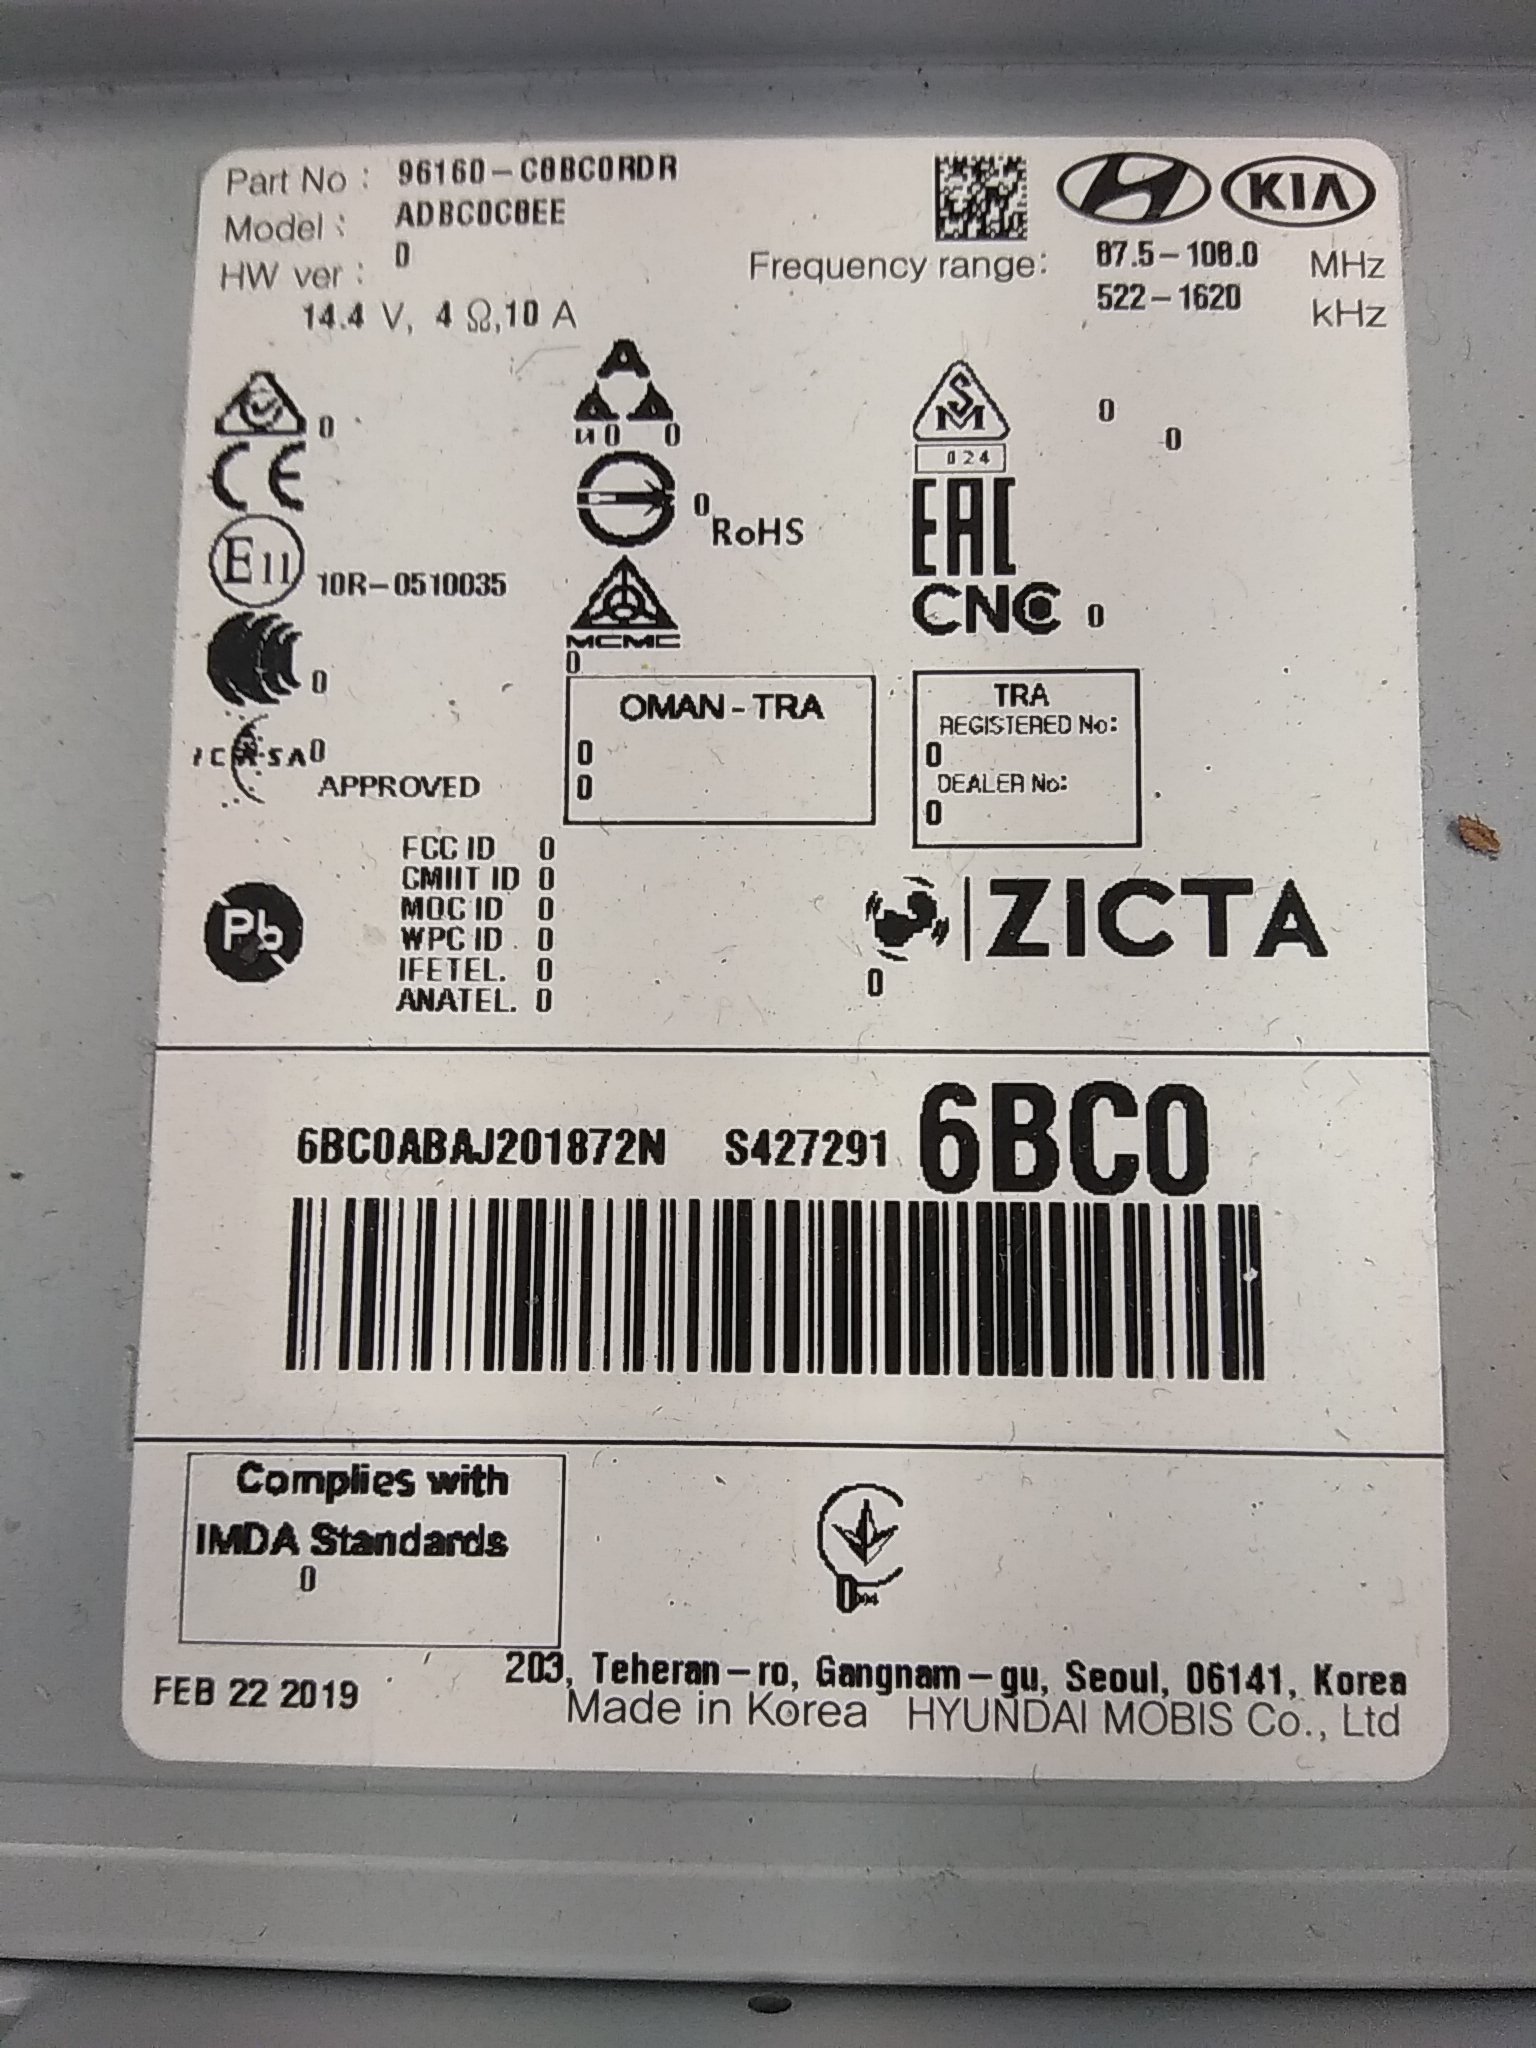 Part No : 96160-C8BC0RDR
Model : ADBC0C8EE
HW ver : 0
14.4 V, 4 Ω,10 A
KIA
Frequency range: 87.5-108.0 MHz
522-1620 kHz
0
A
И 0 0
S M
024
0
0
CE
0
RoHS
EAC
E11 10R-0510035
CNC 0
MCMC
0
0
ICASA 0
APPROVED
OMAN-TRA
0
0
TRA
REGISTERED No:
0
DEALER No:
0
Pb
FCC ID 0
CMIIT ID 0
MOC ID 0
WPC ID 0
IFETEL. 0
ANATEL. 0
ZICTA
0
6BC0ABAJ201872N S427291 6BC0
Complies with
IMDA Standards
0
0
FEB 22 2019
203, Teheran-ro, Gangnam-gu, Seoul, 06141, Korea
Made in Korea HYUNDAI MOBIS Co., Ltd